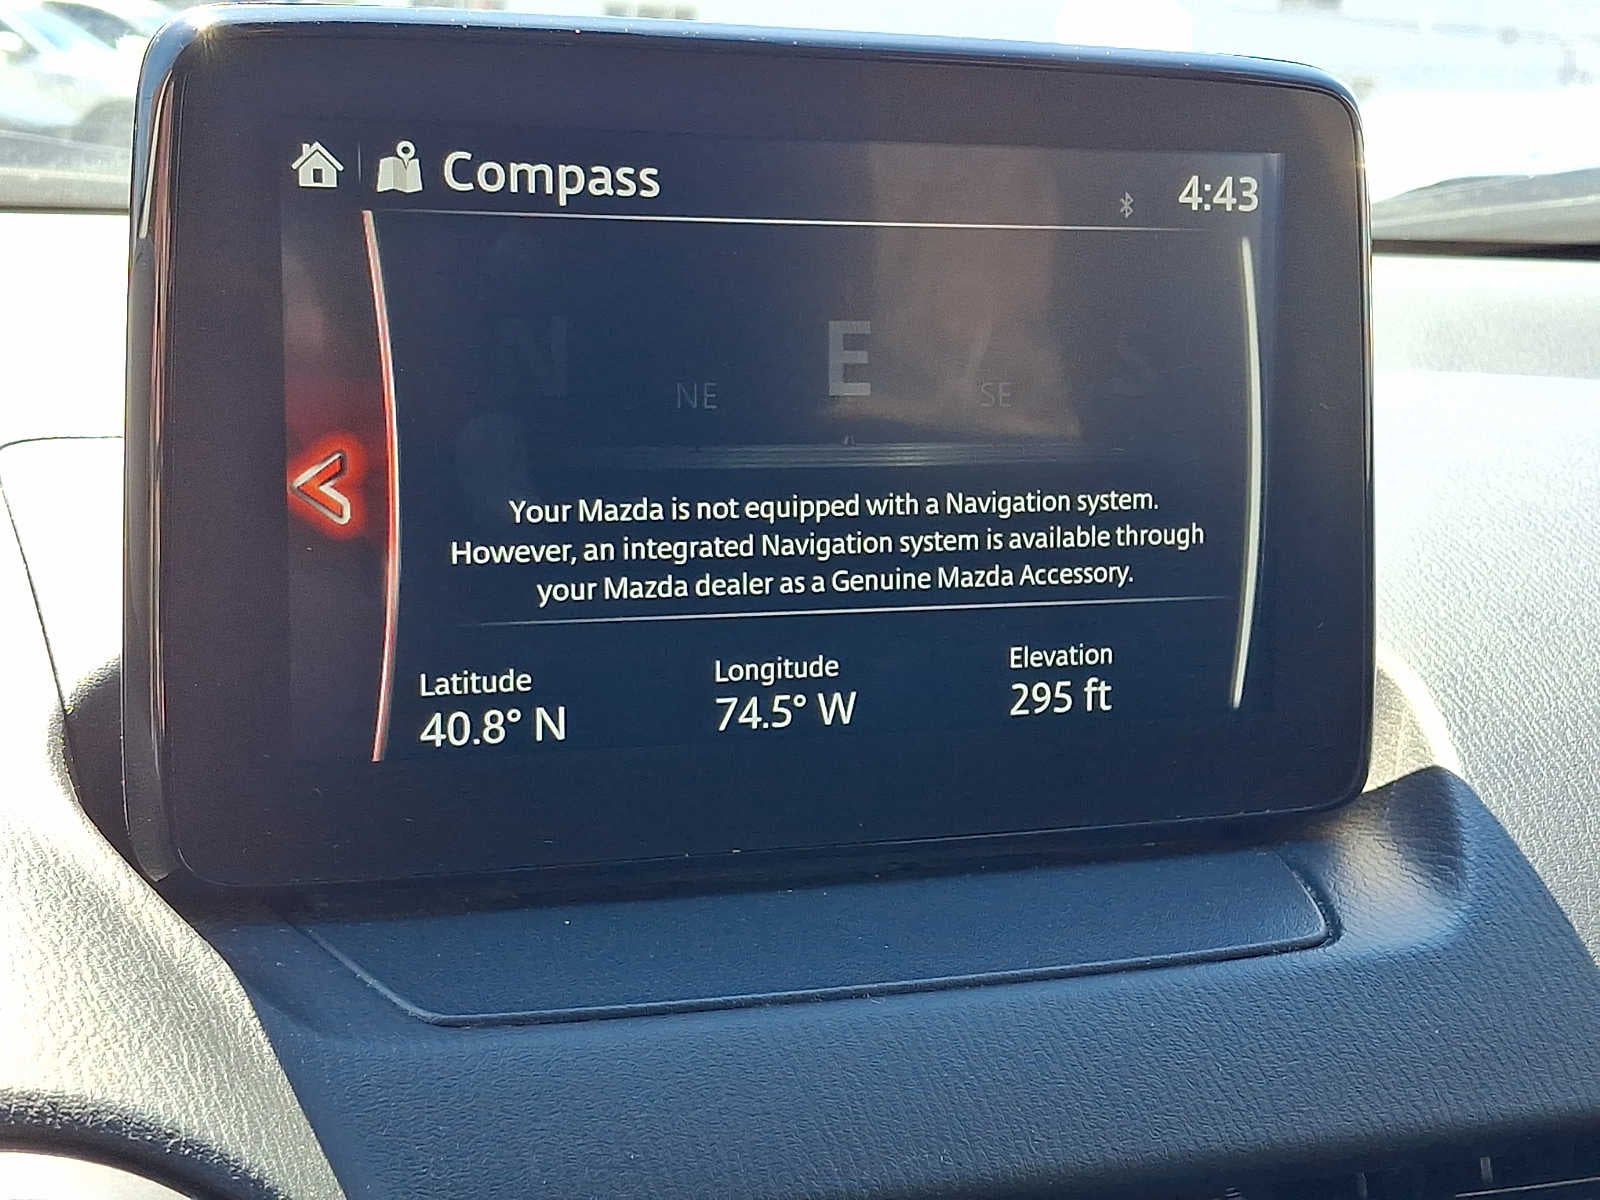 Compass
4:43
N NE E SE S
Your Mazda is not equipped with a Navigation system.
However, an integrated Navigation system is available through
your Mazda dealer as a Genuine Mazda Accessory.
Latitude Longitude Elevation
40.8° N 74.5° W 295 ft